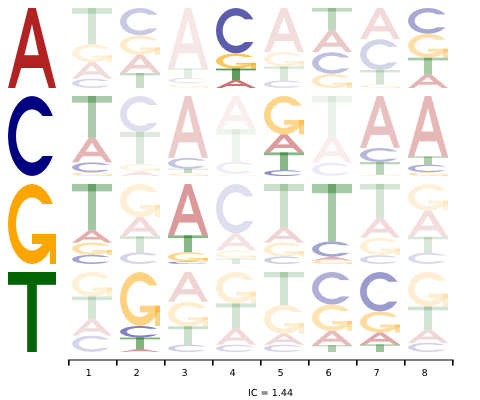 A T C A C A T A C
G G C G G A C G
A A T C T T
C T A G A
C T C A A G T A A
A T C T A A C C
C G T T
G T G A C T T T G
A A T A A C A A
G T G G G G T
C C T C C
T G G A G T C C G
T C G T G G G T
A T T A A A T A
C A C C C T A C
1 2 3 4 5 6 7 8
IC = 1.44